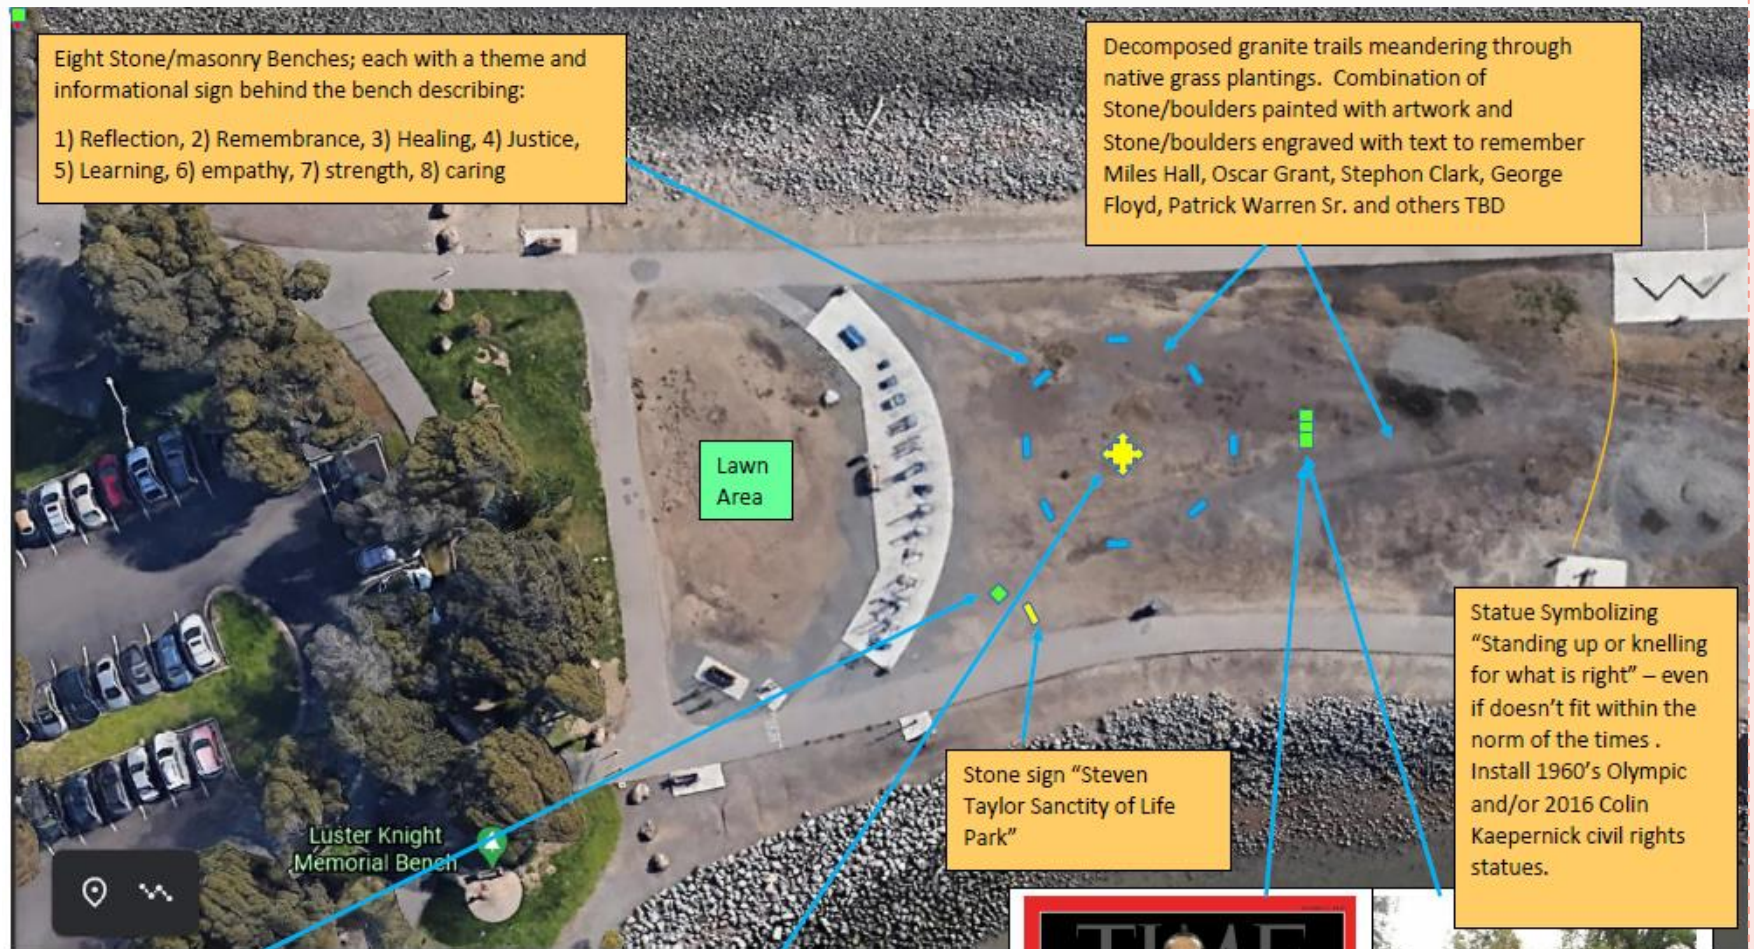 Eight Stone/masonry Benches; each with a theme and
informational sign behind the bench describing:
1) Reflection, 2) Remembrance, 3) Healing, 4) Justice,
5) Learning, 6) empathy, 7) strength, 8) caring
Decomposed granite trails meandering through
native grass plantings. Combination of
Stone/boulders painted with artwork and
Stone/boulders engraved with text to remember
Miles Hall, Oscar Grant, Stephon Clark, George
Floyd, Patrick Warren Sr. and others TBD
Lawn
Area
Statue Symbolizing
“Standing up or knelling
for what is right” – even
if doesn’t fit within the
norm of the times .
Install 1960’s Olympic
and/or 2016 Colin
Kaepernick civil rights
statues.
Stone sign “Steven
Taylor Sanctity of Life
Park”
Luster Knight
Memorial Bench
TIME